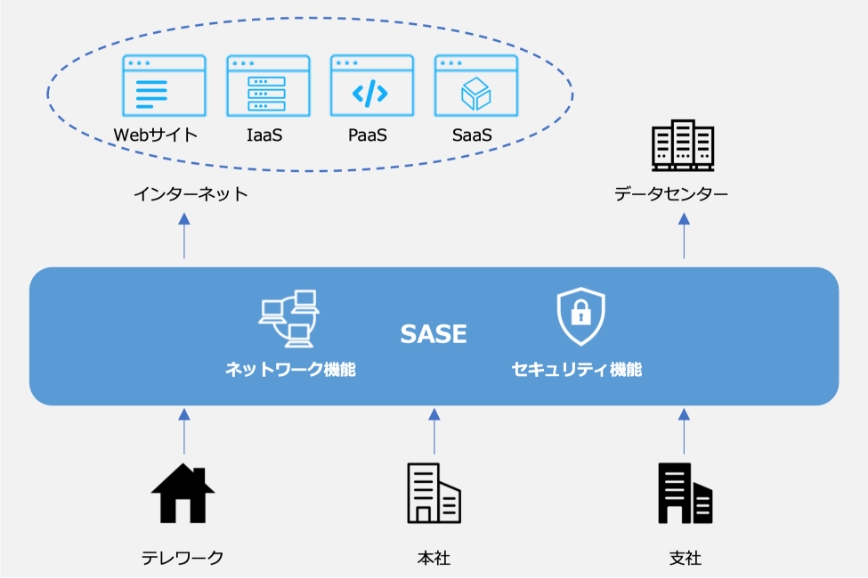 Webサイト
IaaS
PaaS
SaaS
インターネット
データセンター
SASE
ネットワーク機能
セキュリティ機能
テレワーク
本社
支社